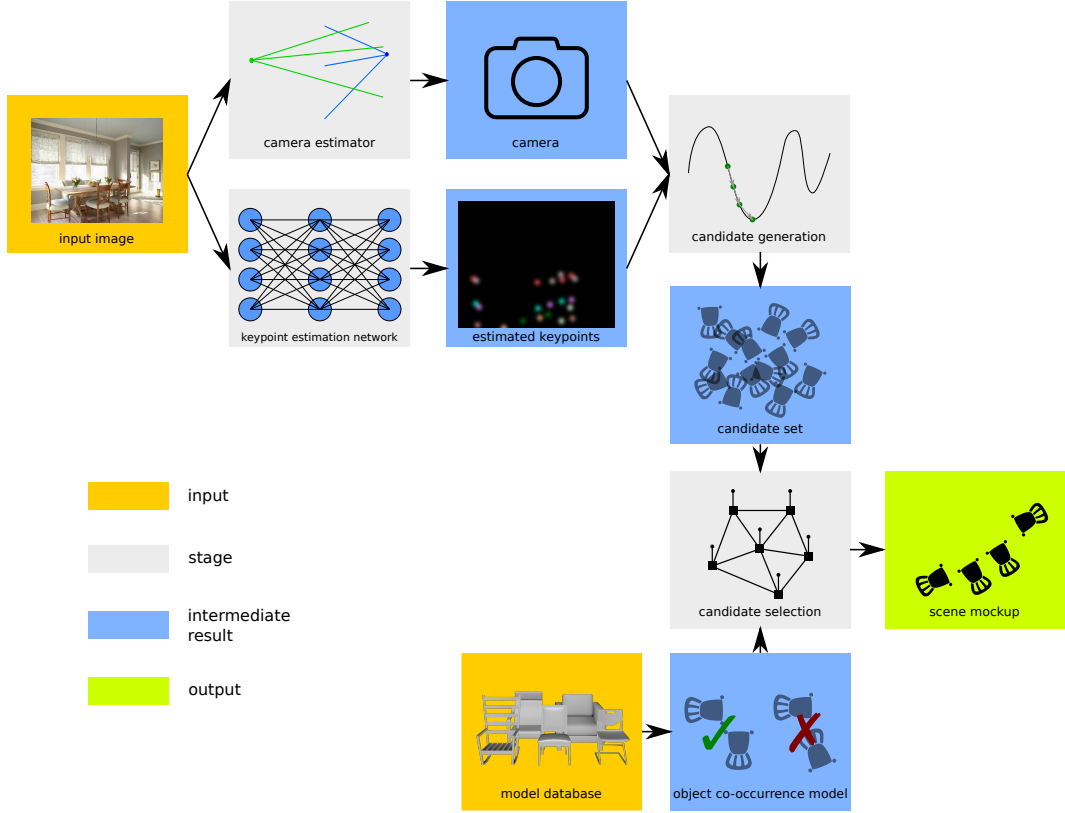 camera estimator
camera
input image
candidate generation
keypoint estimation network
estimated keypoints
candidate set
input
stage
intermediate
result
output
candidate selection
scene mockup
model database
object co-occurrence model